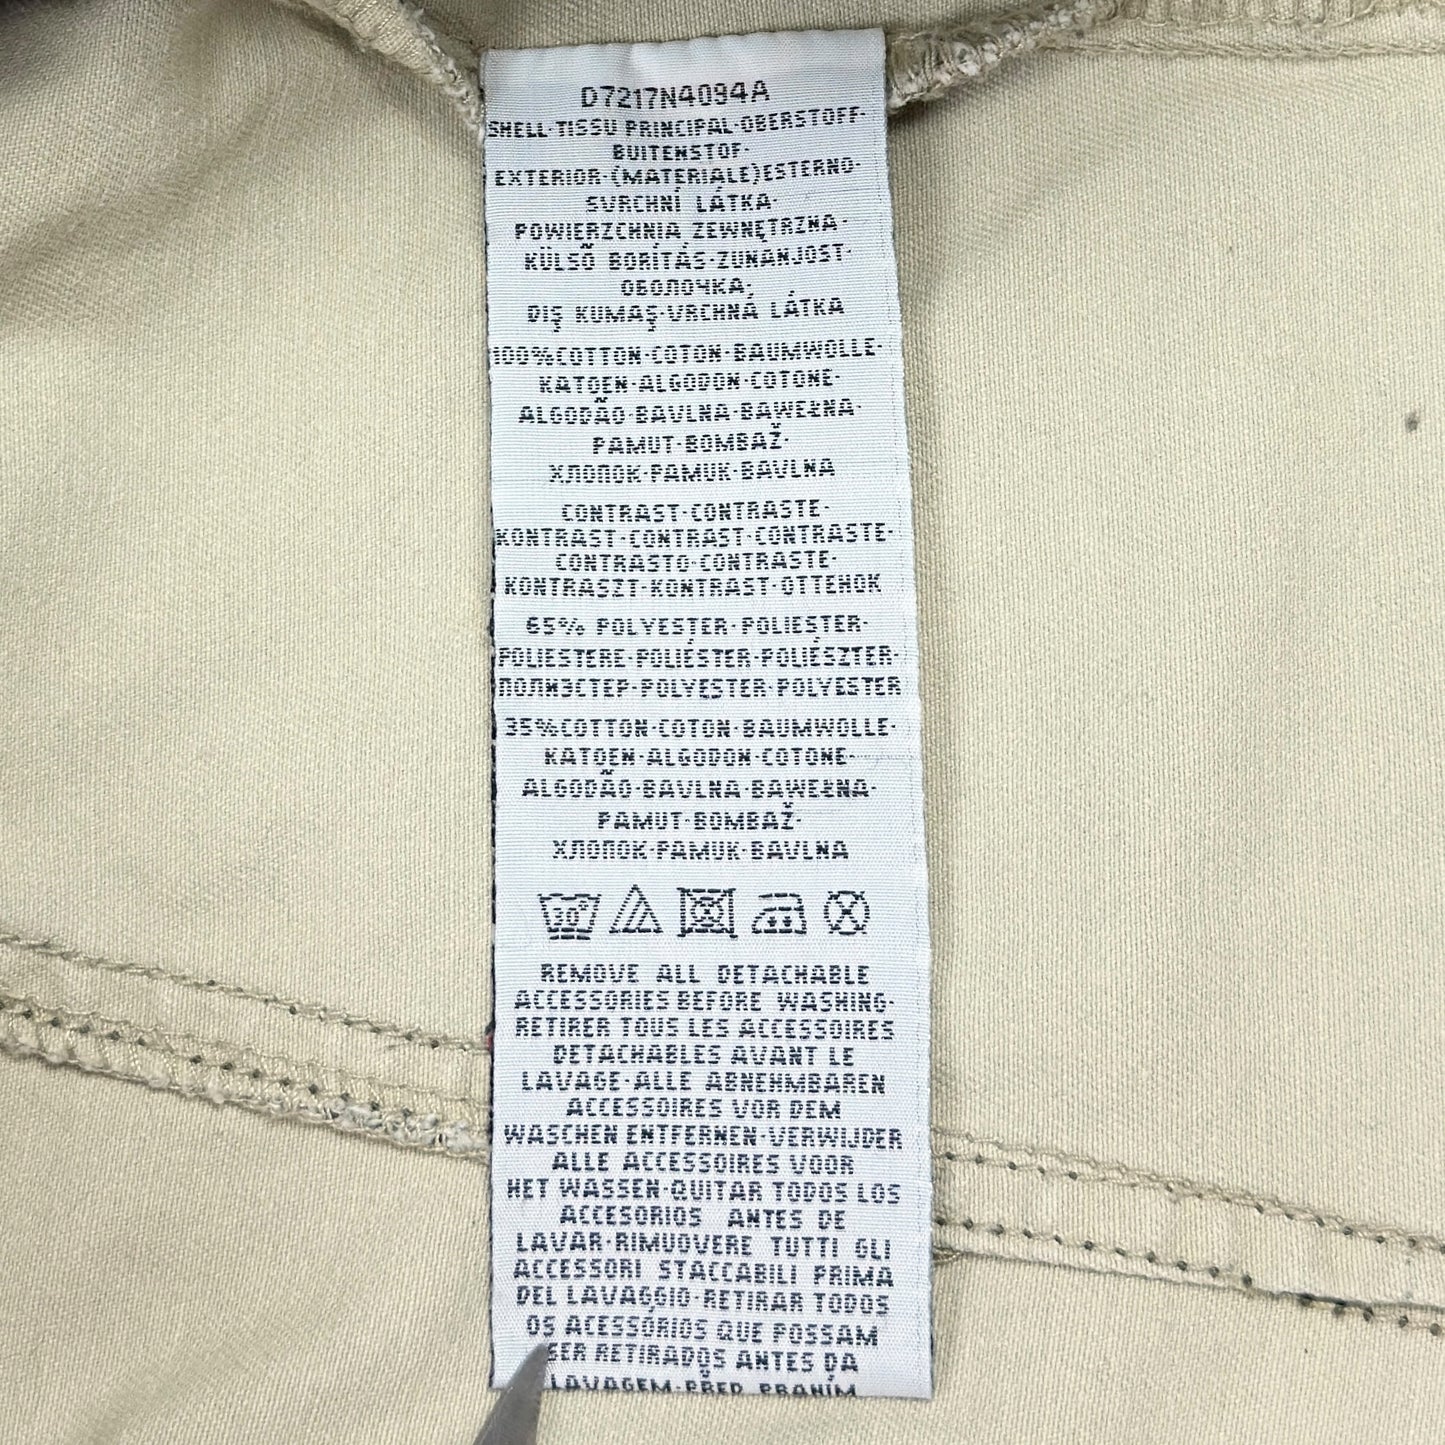 D7217N4094A
SHELL·TISSU PRINCIPAL·OBERSTOFF·
BUITENSTOF·
EXTERIOR·(MATERIALE)ESTERNO·
SVRCHNÍ LÁTKA·
POWIERZCHNIA ZEWNĘTRZNA·
KÜLSŐ BORÍTÁS·ZUNANJOST·
ОБОЛОЧКА·
DIŞ KUMAŞ·VRCHNÁ LÁTKA
100%COTTON·COTON·BAUMWOLLE·
KATOEN·ALGODON·COTONE·
ALGODÃO·BAVLNA·BAWEŁNA·
PAMUT·BOMBAŽ·
ХЛОПОК·PAMUK·BAVLNA
CONTRAST·CONTRASTE·
KONTRAST·CONTRAST·CONTRASTE·
CONTRASTO·CONTRASTE·
KONTRASZT·KONTRAST·ОТТЕНОК
65% POLYESTER·POLIESTER·
POLIESTERE·POLIÉSTER·POLIÉSZTER·
ПОЛИЭСТЕР·POLYESTER·POLYESTER
35%COTTON·COTON·BAUMWOLLE·
KATOEN·ALGODON·COTONE·
ALGODÃO·BAVLNA·BAWEŁNA·
PAMUT·BOMBAŽ·
ХЛОПОК·PAMUK·BAVLNA
30°
REMOVE ALL DETACHABLE
ACCESSORIES BEFORE WASHING·
RETIRER TOUS LES ACCESSOIRES
DETACHABLES AVANT LE
LAVAGE·ALLE ABNEHMBAREN
ACCESSOIRES VOR DEM
WASCHEN ENTFERNEN·VERWIJDER
ALLE ACCESSOIRES VOOR
HET WASSEN·QUITAR TODOS LOS
ACCESORIOS ANTES DE
LAVAR·RIMUOVERE TUTTI GLI
ACCESSORI STACCABILI PRIMA
DEL LAVAGGIO·RETIRAR TODOS
OS ACESSÓRIOS QUE POSSAM
SER RETIRADOS ANTES DA
LAVAGEM·PŘED PRANÍM